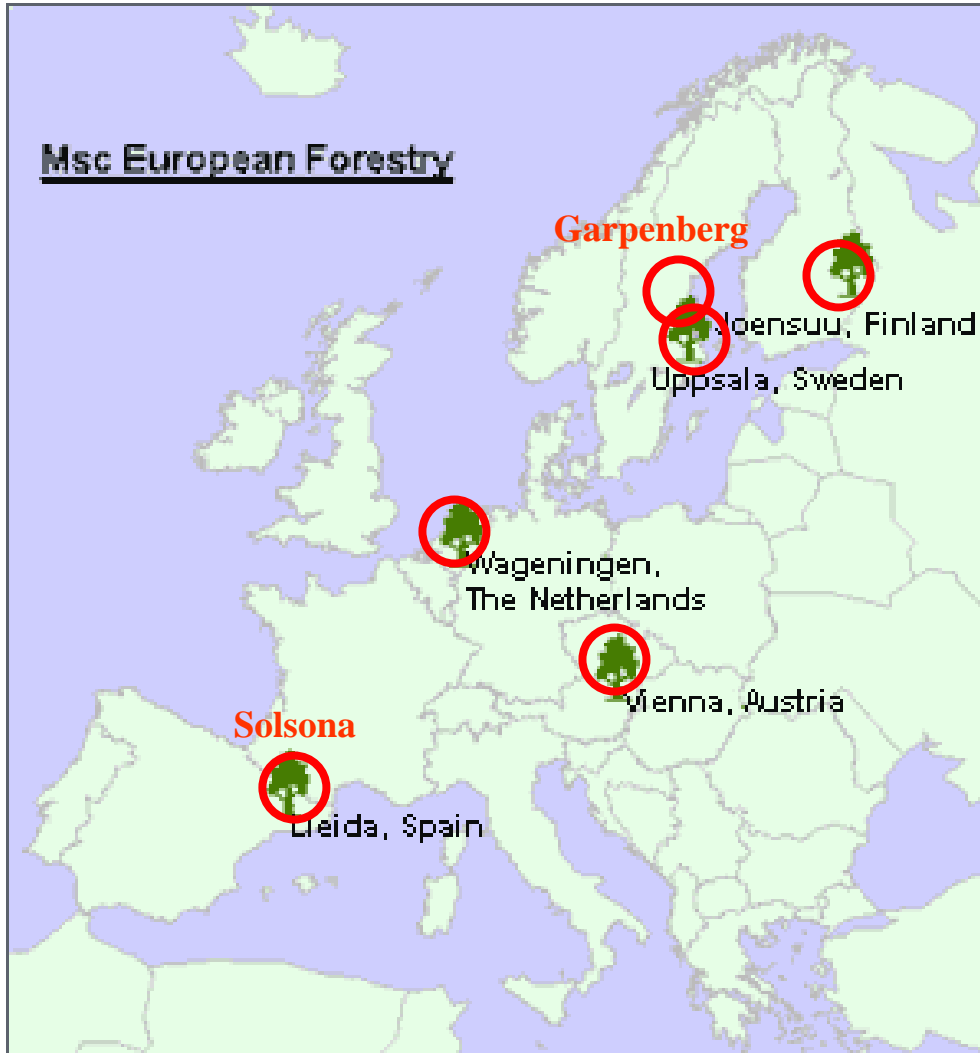 Msc European Forestry
Garpenberg
Joensuu, Finland
Uppsala, Sweden
Wageningen,
The Netherlands
Vienna, Austria
Solsona
Lleida, Spain